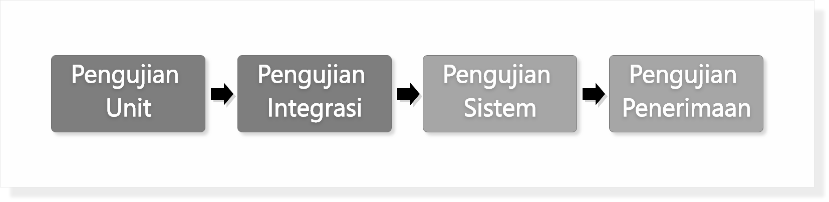 Pengujian
Unit
Pengujian
Integrasi
Pengujian
Sistem
Pengujian
Penerimaan